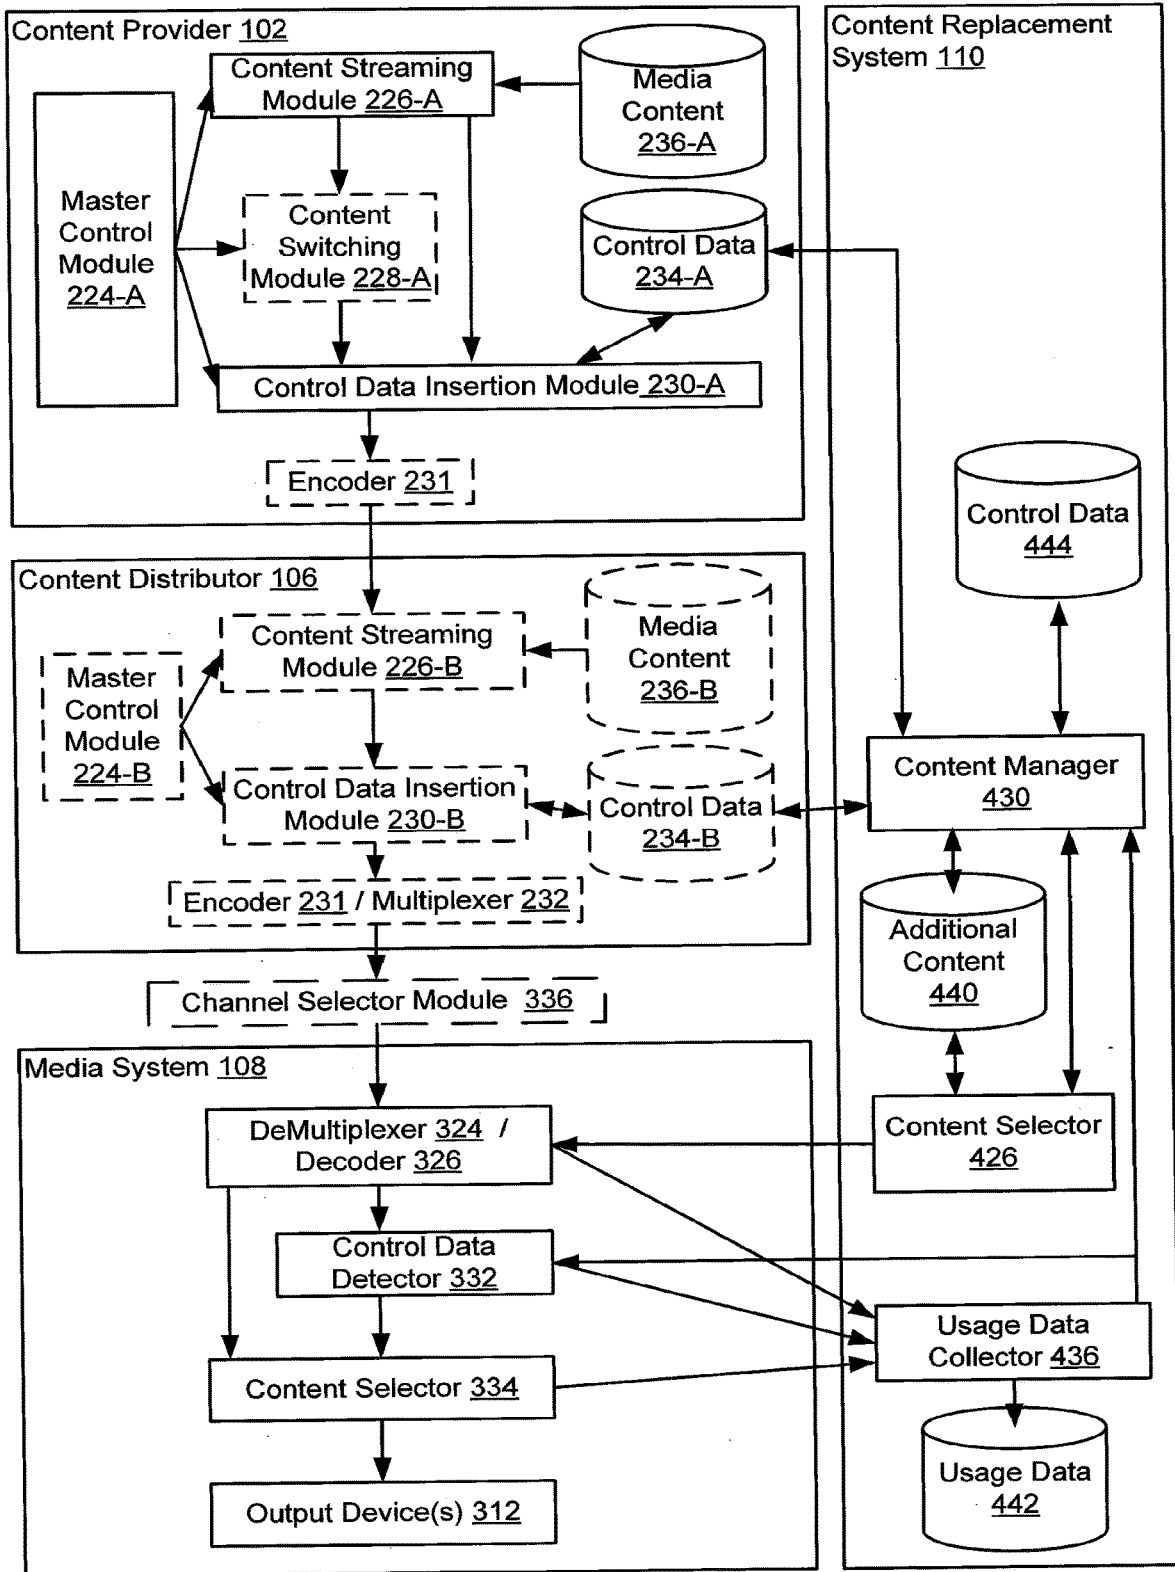 Content Provider 102
Content Streaming
Module 226-A
Media
Content
236-A
Master
Control
Module
224-A
Content
Switching
Module 228-A
Control Data
234-A
Control Data Insertion Module 230-A
Encoder 231
Content Distributor 106
Content Streaming
Module 226-B
Media
Content
236-B
Master
Control
Module
224-B
Control Data Insertion
Module 230-B
Control Data
234-B
Encoder 231 / Multiplexer 232
Channel Selector Module 336
Media System 108
DeMultiplexer 324 /
Decoder 326
Control Data
Detector 332
Content Selector 334
Output Device(s) 312
Content Replacement
System 110
Control Data
444
Content Manager
430
Additional
Content
440
Content Selector
426
Usage Data
Collector 436
Usage Data
442